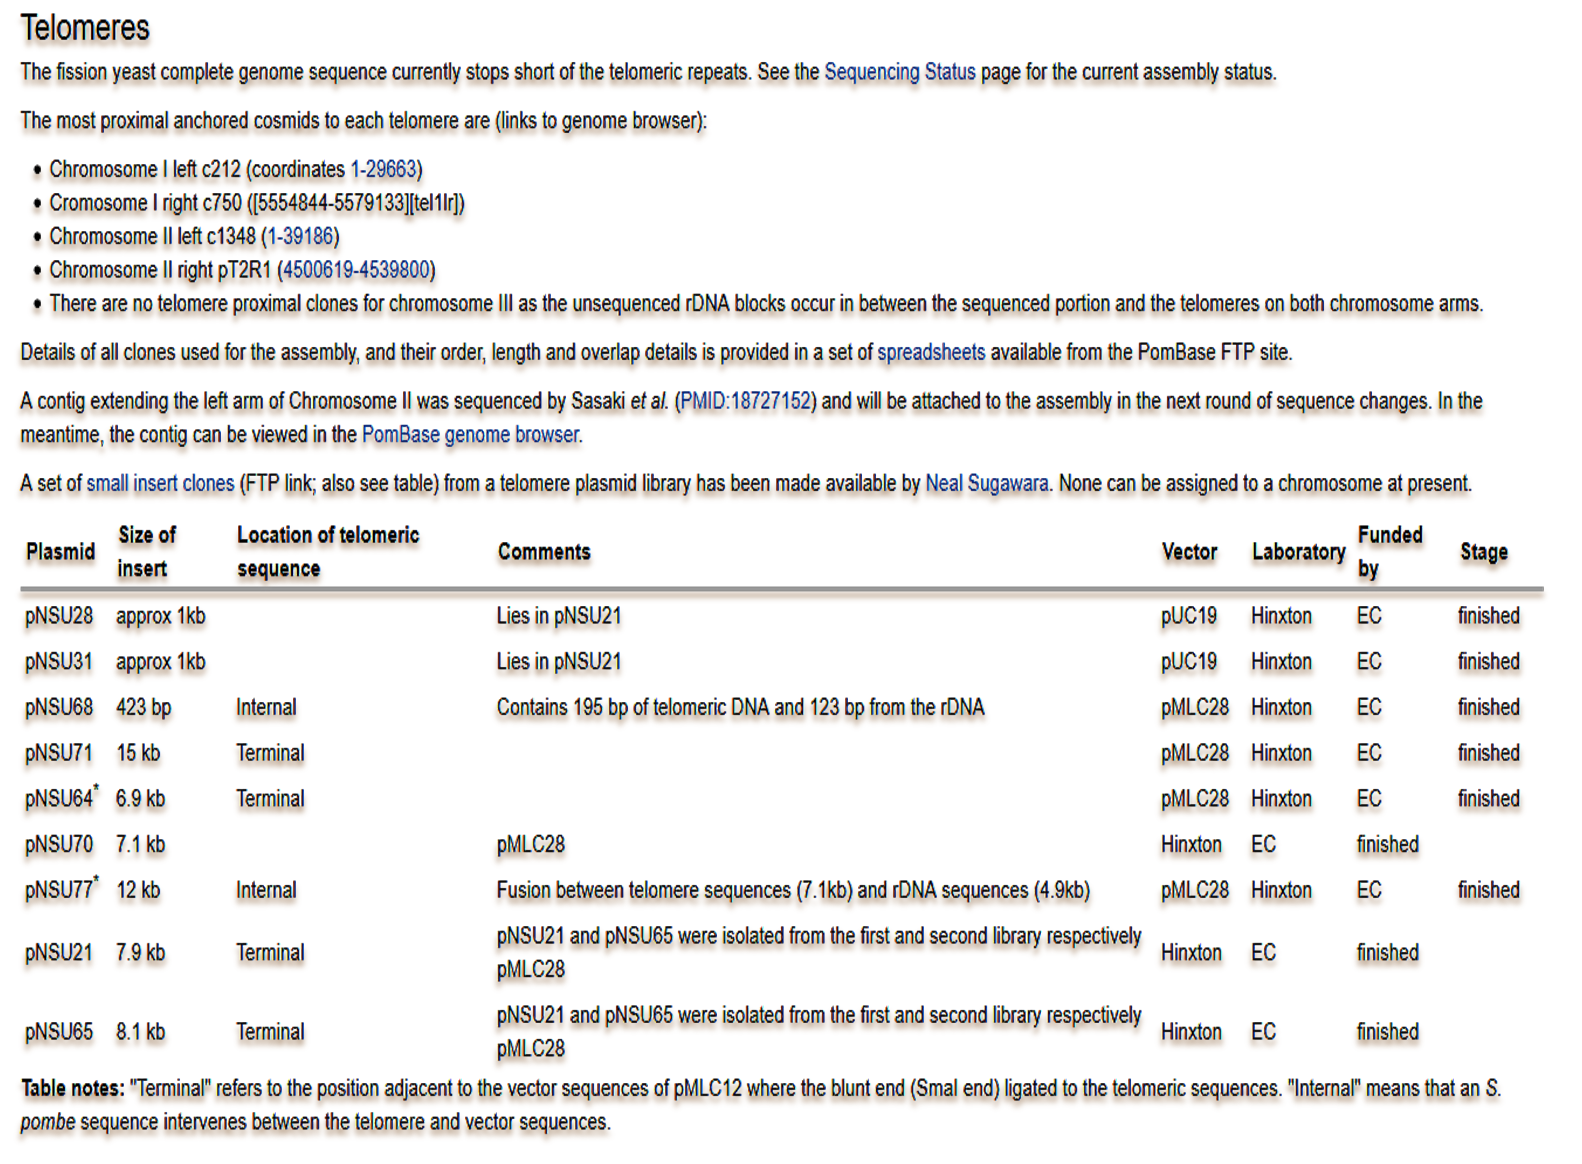 Telomeres
The fission yeast complete genome sequence currently stops short of the telomeric repeats. See the Sequencing Status page for the current assembly status.
The most proximal anchored cosmids to each telomere are (links to genome browser):
• Chromosome I left c212 (coordinates 1-29663)
• Cromosome I right c750 ([5554844-5579133][tel1lr])
• Chromosome II left c1348 (1-39186)
• Chromosome II right pT2R1 (4500619-4539800)
• There are no telomere proximal clones for chromosome III as the unsequenced rDNA blocks occur in between the sequenced portion and the telomeres on both chromosome arms.
Details of all clones used for the assembly, and their order, length and overlap details is provided in a set of spreadsheets available from the PomBase FTP site.
A contig extending the left arm of Chromosome II was sequenced by Sasaki et al. (PMID:18727152) and will be attached to the assembly in the next round of sequence changes. In the
meantime, the contig can be viewed in the PomBase genome browser.
A set of small insert clones (FTP link; also see table) from a telomere plasmid library has been made available by Neal Sugawara. None can be assigned to a chromosome at present.
Plasmid Size of insert Location of telomeric sequence Comments Vector Laboratory Funded by Stage
pNSU28 approx 1kb Lies in pNSU21 pUC19 Hinxton EC finished
pNSU31 approx 1kb Lies in pNSU21 pUC19 Hinxton EC finished
pNSU68 423 bp Internal Contains 195 bp of telomeric DNA and 123 bp from the rDNA pMLC28 Hinxton EC finished
pNSU71 15 kb Terminal pMLC28 Hinxton EC finished
pNSU64* 6.9 kb Terminal pMLC28 Hinxton EC finished
pNSU70 7.1 kb pMLC28 Hinxton EC finished
pNSU77* 12 kb Internal Fusion between telomere sequences (7.1kb) and rDNA sequences (4.9kb) pMLC28 Hinxton EC finished
pNSU21 7.9 kb Terminal pNSU21 and pNSU65 were isolated from the first and second library respectively pMLC28 Hinxton EC finished
pNSU65 8.1 kb Terminal pNSU21 and pNSU65 were isolated from the first and second library respectively pMLC28 Hinxton EC finished
Table notes: "Terminal" refers to the position adjacent to the vector sequences of pMLC12 where the blunt end (SmaI end) ligated to the telomeric sequences. "Internal" means that an S.
pombe sequence intervenes between the telomere and vector sequences.